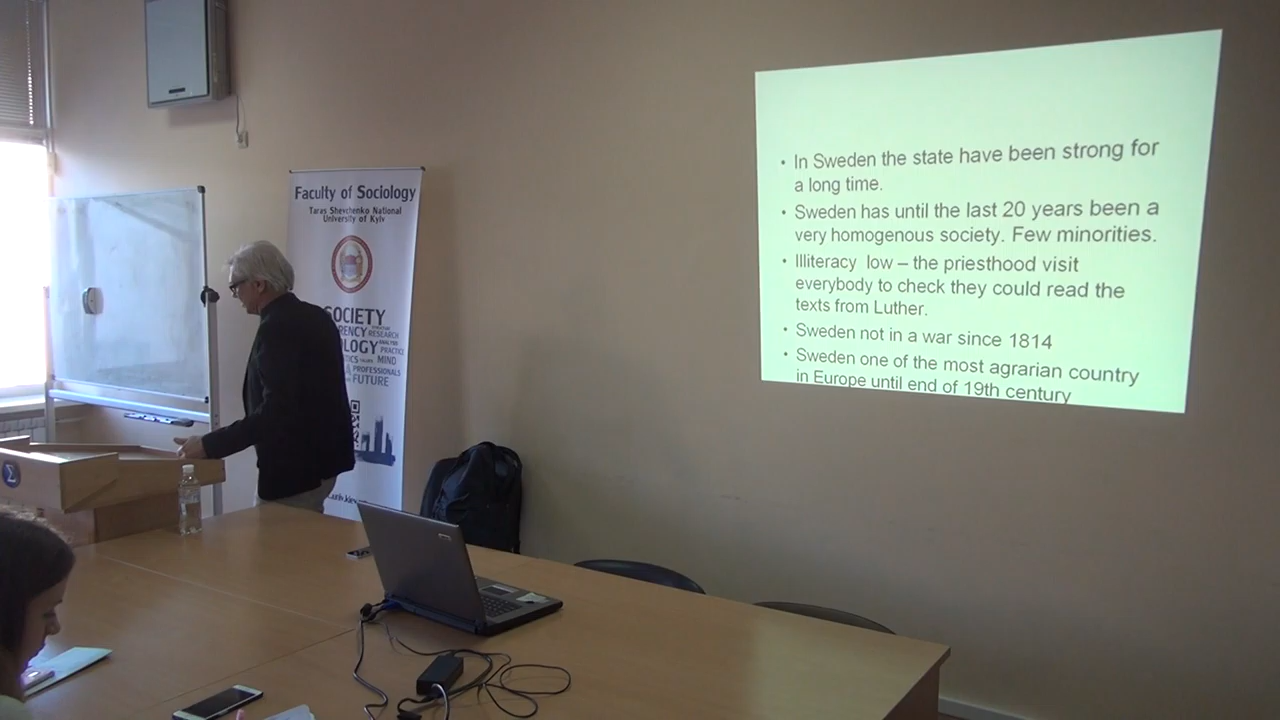 Faculty of Sociology
Taras Shevchenko National
University of Kyiv
SOCIETY
RESEARCH
ANALYSIS
MIND
PROFESSIONALS
FUTURE
• In Sweden the state have been strong for
a long time.
• Sweden has until the last 20 years been a
very homogenous society. Few minorities.
• Illiteracy low – the priesthood visit
everybody to check they could read the
texts from Luther.
• Sweden not in a war since 1814
• Sweden one of the most agrarian country
in Europe until end of 19th century
Σ